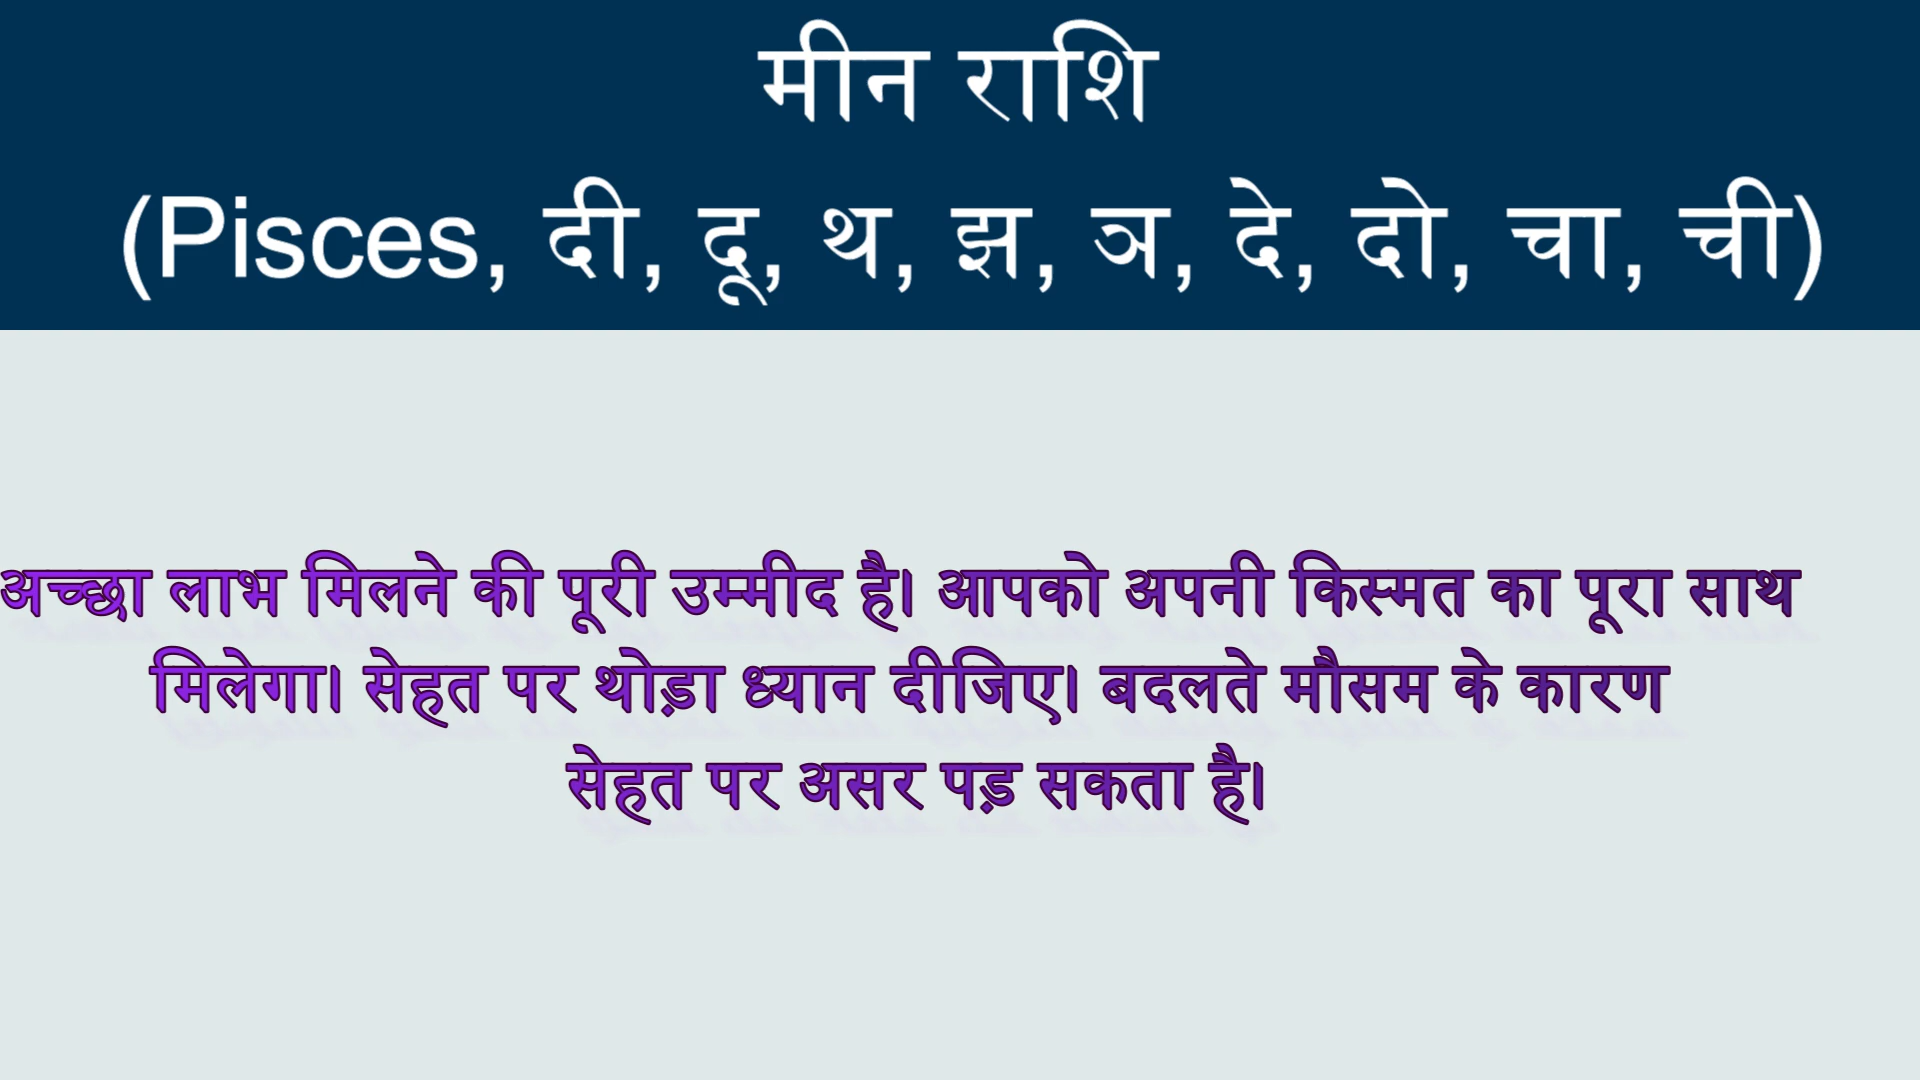 मीन राशि
(Pisces, दी, दू, थ, झ, ञ, दे, दो, चा, ची)
अच्छा लाभ मिलने की पूरी उम्मीद है। आपको अपनी किस्मत का पूरा साथ
मिलेगा। सेहत पर थोड़ा ध्यान दीजिए। बदलते मौसम के कारण
सेहत पर असर पड़ सकता है।